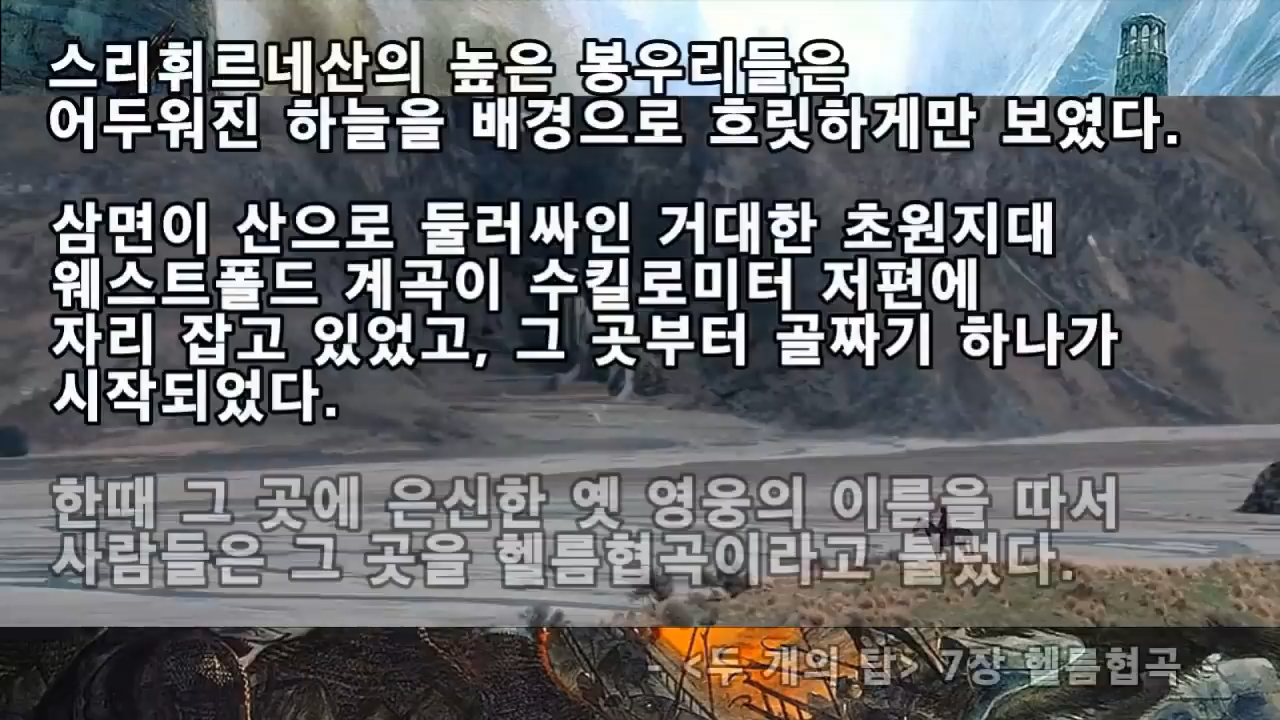 스리휘르네산의 높은 봉우리들은
어두워진 하늘을 배경으로 흐릿하게만 보였다.
삼면이 산으로 둘러싸인 거대한 초원지대
웨스트폴드 계곡이 수킬로미터 저편에
자리 잡고 있었고, 그 곳부터 골짜기 하나가
시작되었다.
한때 그 곳에 은신한 옛 영웅의 이름을 따서
사람들은 그 곳을 헬름협곡이라고 불렀다.
- <두 개의 탑> 7장 헬름협곡